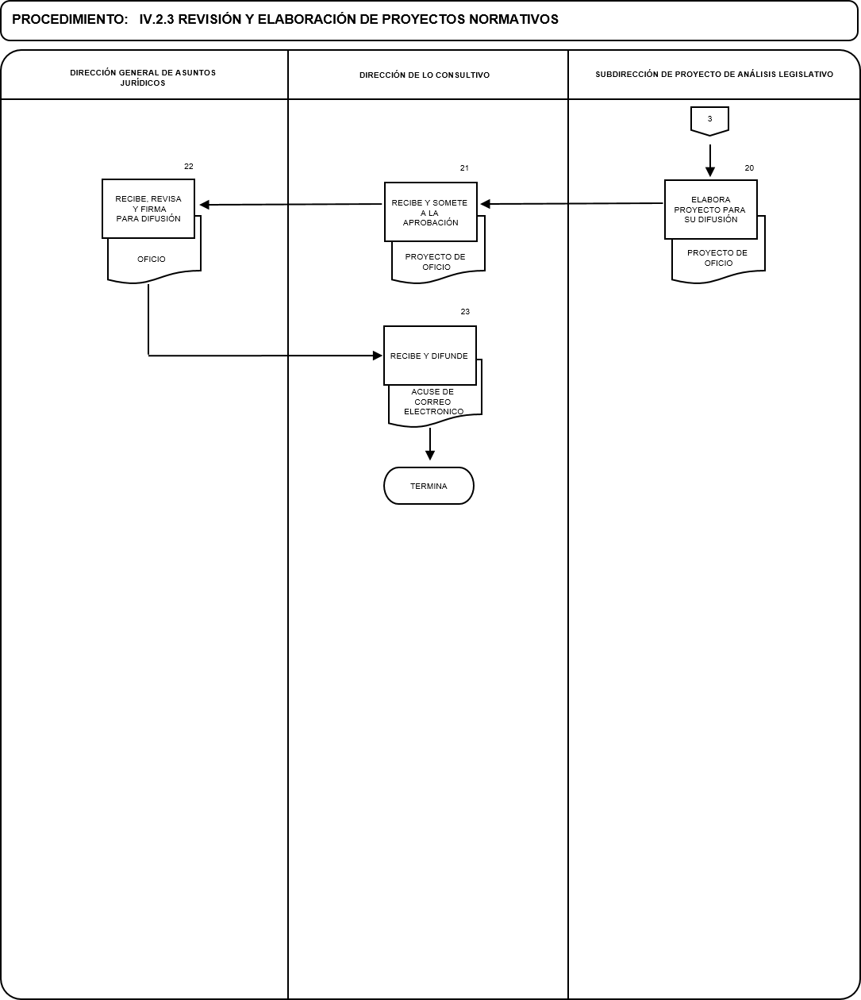 PROCEDIMIENTO: IV.2.3 REVISIÓN Y ELABORACIÓN DE PROYECTOS NORMATIVOS
DIRECCIÓN GENERAL DE ASUNTOS
JURÍDICOS
DIRECCIÓN DE LO CONSULTIVO
SUBDIRECCIÓN DE PROYECTO DE ANÁLISIS LEGISLATIVO
3
20
ELABORA
PROYECTO PARA
SU DIFUSIÓN
PROYECTO DE
OFICIO
21
RECIBE Y SOMETE
A LA
APROBACIÓN
PROYECTO DE
OFICIO
22
RECIBE, REVISA
Y FIRMA
PARA DIFUSIÓN
OFICIO
23
RECIBE Y DIFUNDE
ACUSE DE
CORREO
ELECTRONICO
TERMINA